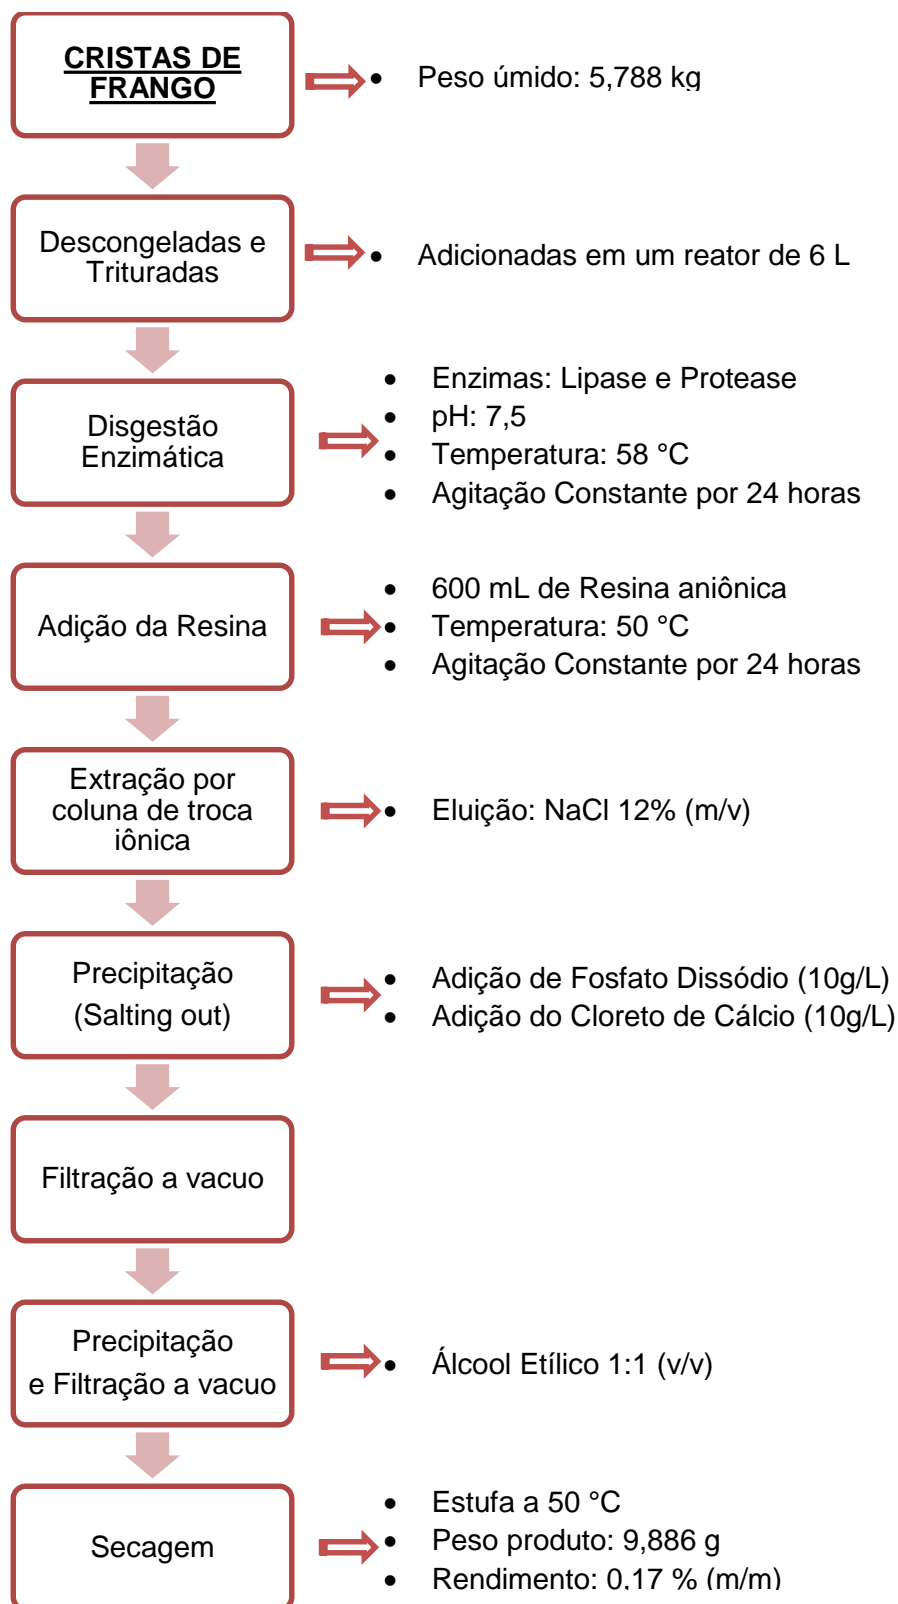 CRISTAS DE
FRANGO
• Peso úmido: 5,788 kg
Descongeladas e
Trituradas
• Adicionadas em um reator de 6 L
Disgestão
Enzimática
• Enzimas: Lipase e Protease
• pH: 7,5
• Temperatura: 58 °C
• Agitação Constante por 24 horas
Adição da Resina
• 600 mL de Resina aniônica
• Temperatura: 50 °C
• Agitação Constante por 24 horas
Extração por
coluna de troca
iônica
• Eluição: NaCl 12% (m/v)
Precipitação
(Salting out)
• Adição de Fosfato Dissódio (10g/L)
• Adição do Cloreto de Cálcio (10g/L)
Filtração a vacuo
Precipitação
e Filtração a vacuo
• Álcool Etílico 1:1 (v/v)
Secagem
• Estufa a 50 °C
• Peso produto: 9,886 g
• Rendimento: 0,17 % (m/m)